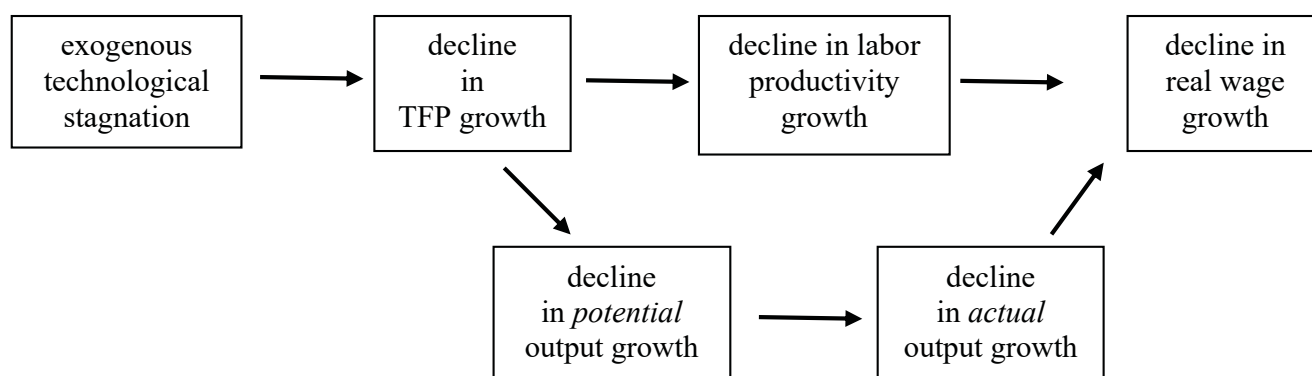 exogenous
technological
stagnation
decline
in
TFP growth
decline in labor
productivity
growth
decline in
real wage
growth
decline
in potential
output growth
decline
in actual
output growth